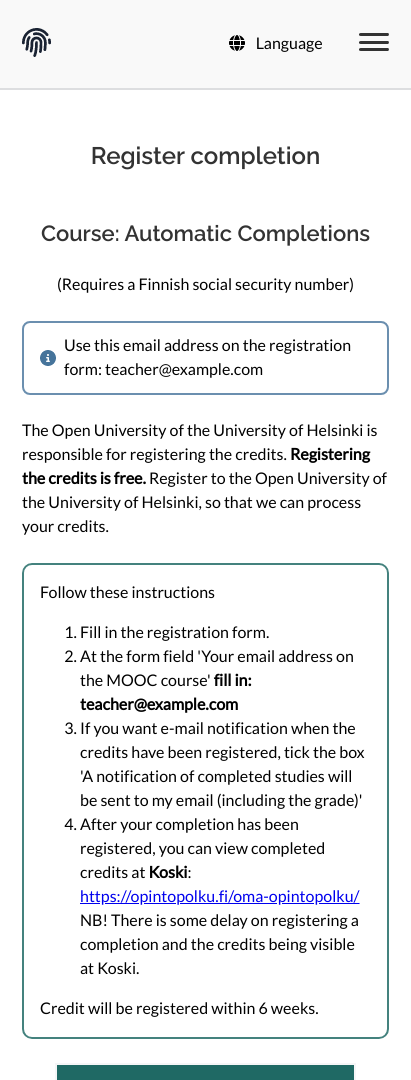 Language
Register completion
Course: Automatic Completions
(Requires a Finnish social security number)
Use this email address on the registration
form: teacher@example.com
The Open University of the University of Helsinki is
responsible for registering the credits. Registering
the credits is free. Register to the Open University of
the University of Helsinki, so that we can process
your credits.
Follow these instructions
1. Fill in the registration form.
2. At the form field 'Your email address on
the MOOC course' fill in:
teacher@example.com
3. If you want e-mail notification when the
credits have been registered, tick the box
'A notification of completed studies will
be sent to my email (including the grade)'
4. After your completion has been
registered, you can view completed
credits at Koski:
https://opintopolku.fi/oma-opintopolku/
NB! There is some delay on registering a
completion and the credits being visible
at Koski.
Credit will be registered within 6 weeks.